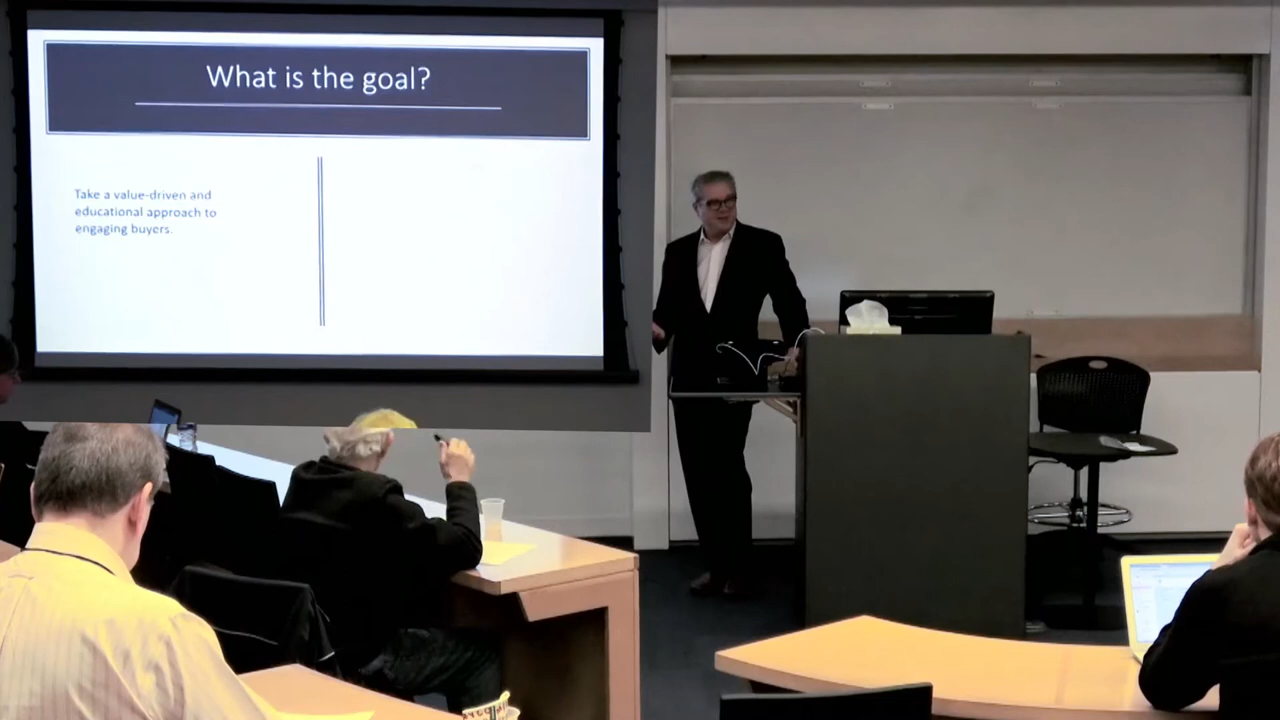 What is the goal?
Take a value-driven and
educational approach to
engaging buyers.